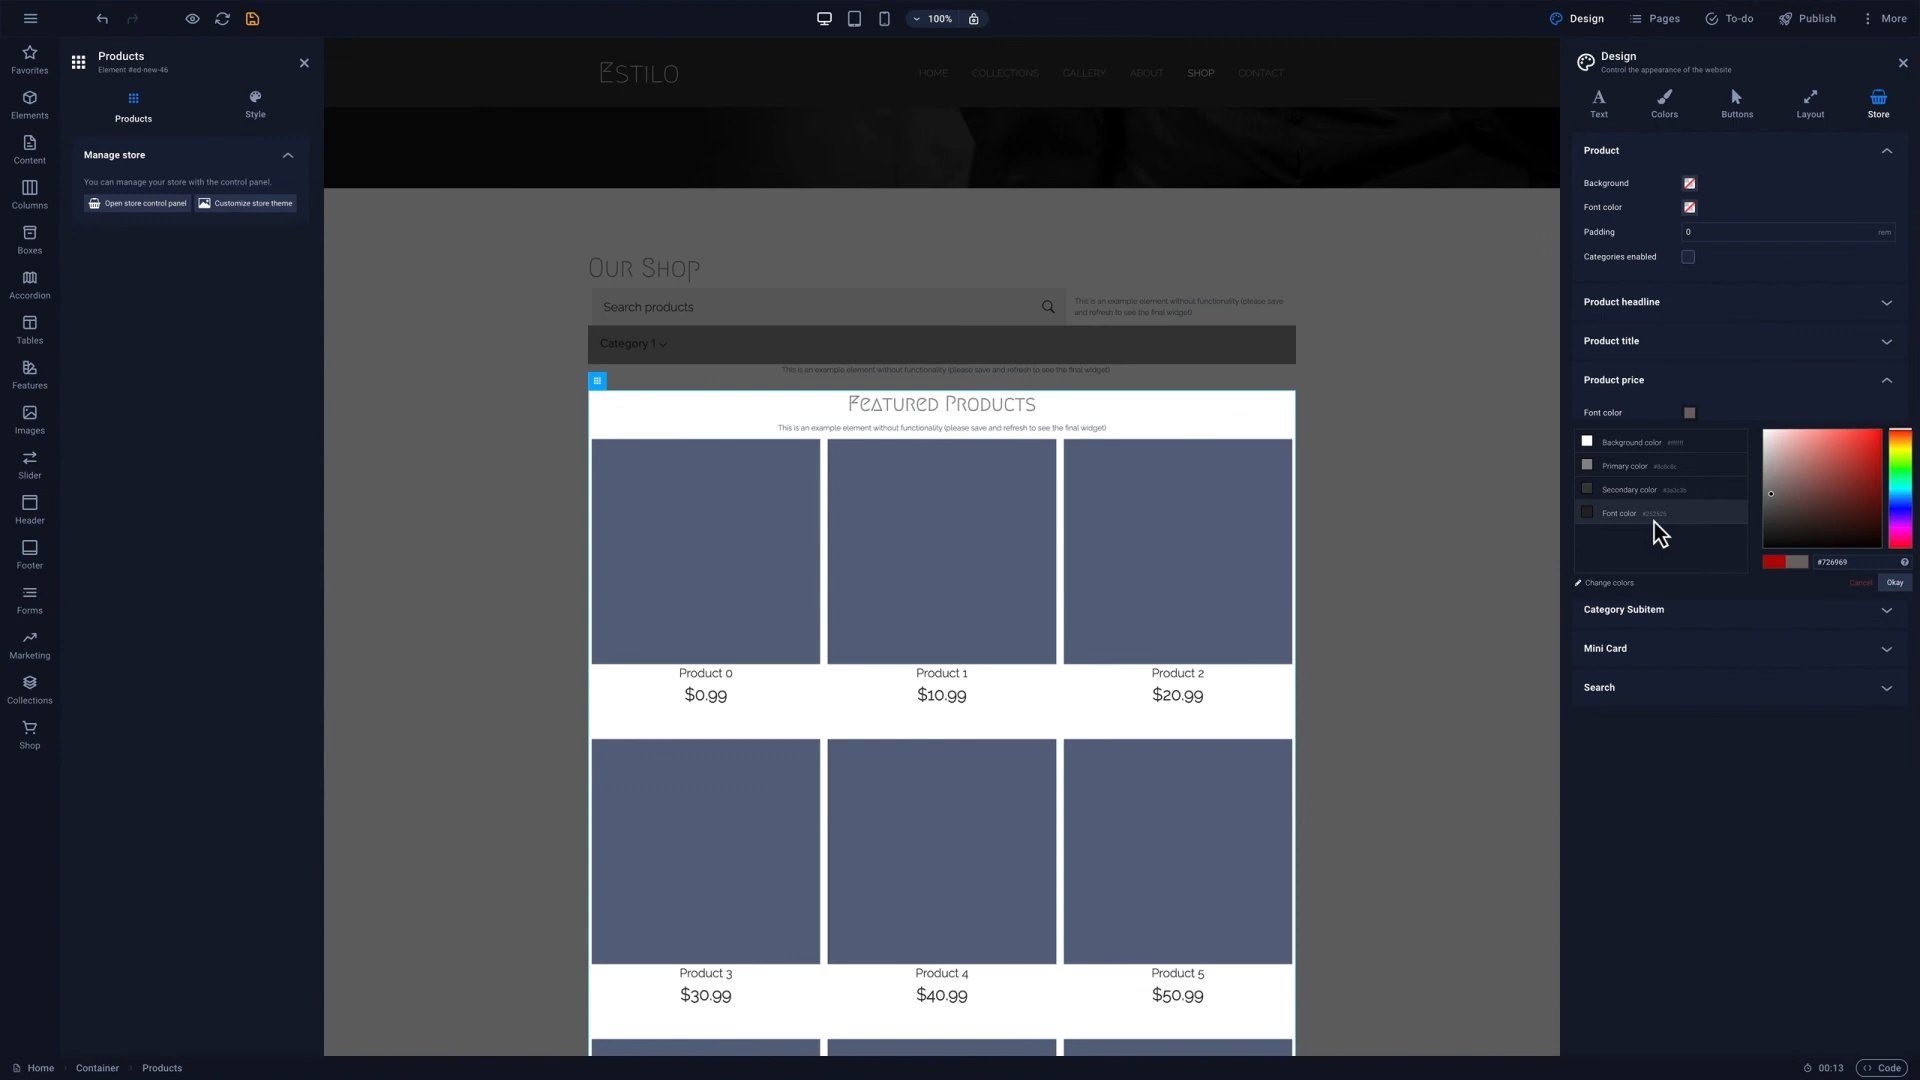 100%
Design
Pages
To-do
Publish
More
Favorites
Elements
Content
Columns
Boxes
Accordion
Tables
Features
Images
Slider
Header
Footer
Forms
Marketing
Collections
Shop
Products
Element #ed-new-46
Products
Style
Manage store
You can manage your store with the control panel.
Open store control panel
Customize store theme
Estilo
HOME
COLLECTIONS
GALLERY
ABOUT
SHOP
CONTACT
Our Shop
Search products
This is an example element without functionality (please save
and refresh to see the final widget)
Category 1
This is an example element without functionality (please save and refresh to see the final widget)
Featured Products
This is an example element without functionality (please save and refresh to see the final widget)
Product 0
$0.99
Product 1
$10.99
Product 2
$20.99
Product 3
$30.99
Product 4
$40.99
Product 5
$50.99
Design
Control the appearance of the website
Text
Colors
Buttons
Layout
Store
Product
Background
Font color
Padding
0
rem
Categories enabled
Product headline
Product title
Product price
Font color
Background color #ffffff
Primary color
Secondary color
Font color #252525
#726969
Change colors
Cancel
Okay
Category Subitem
Mini Card
Search
Home
Container
Products
00:13
Code